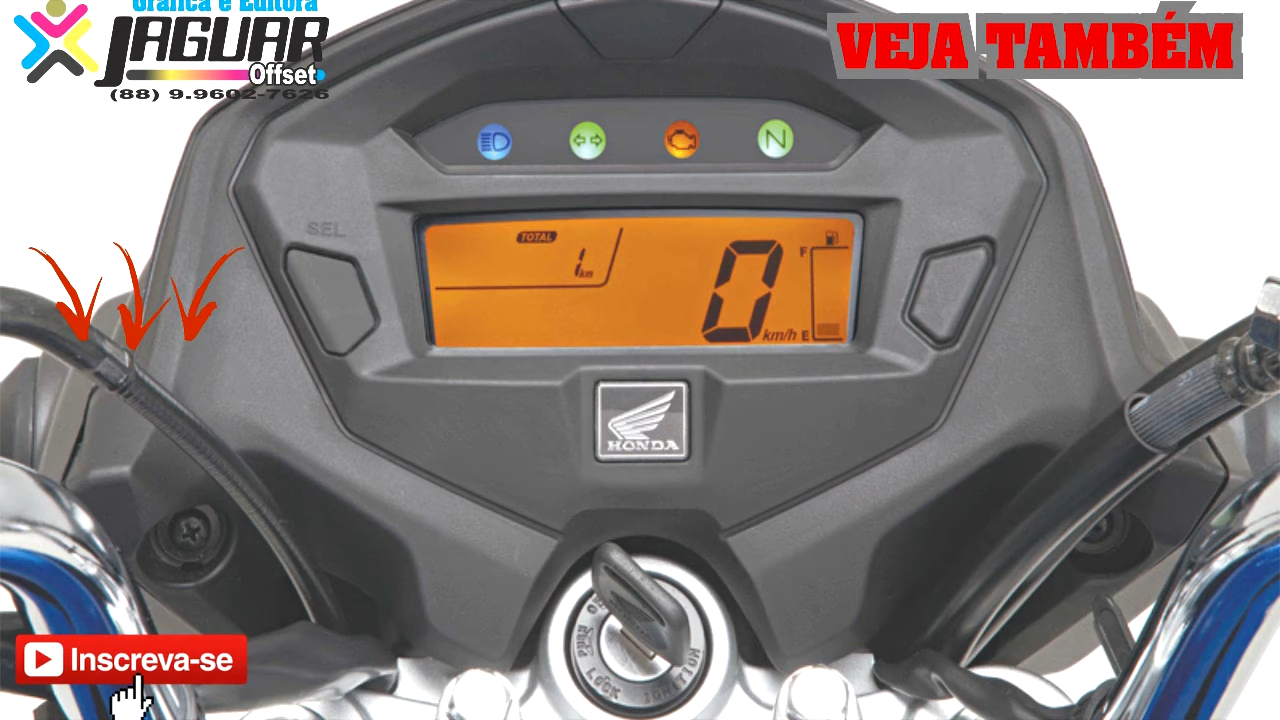 Gráfica e Editora
JAGUAR
Offset
(88) 9.9602-7626
VEJA TAMBÉM
SEL
TOTAL
1 km
0 km/h
F
E
HONDA
PUSH
LOCK
IGNITION
Inscreva-se